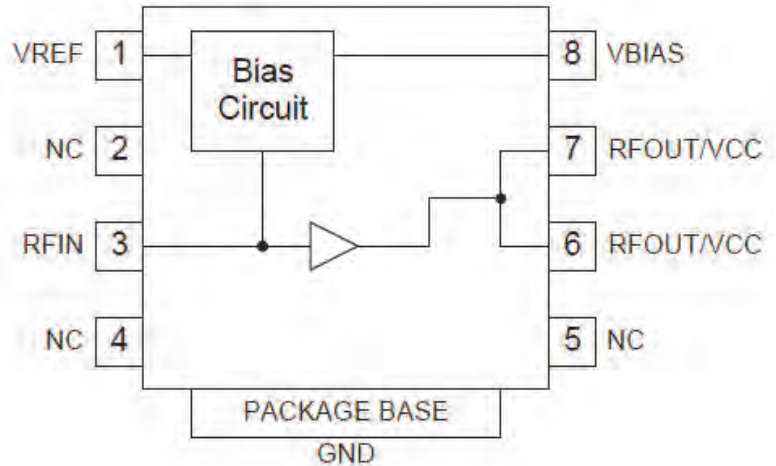 VREF 1 Bias 8 VBIAS
Circuit
NC 2 7 RFOUT/VCC
RFIN 3 6 RFOUT/VCC
NC 4 5 NC
PACKAGE BASE
GND